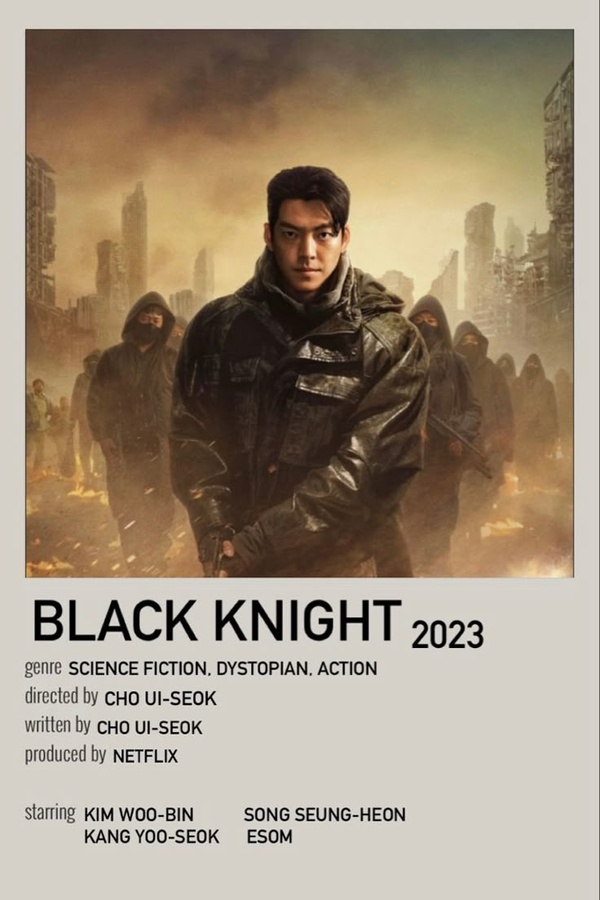 BLACK KNIGHT 2023
genre SCIENCE FICTION, DYSTOPIAN, ACTION
directed by CHO UI-SEOK
written by CHO UI-SEOK
produced by NETFLIX
starring KIM WOO-BIN SONG SEUNG-HEON
KANG YOO-SEOK ESOM